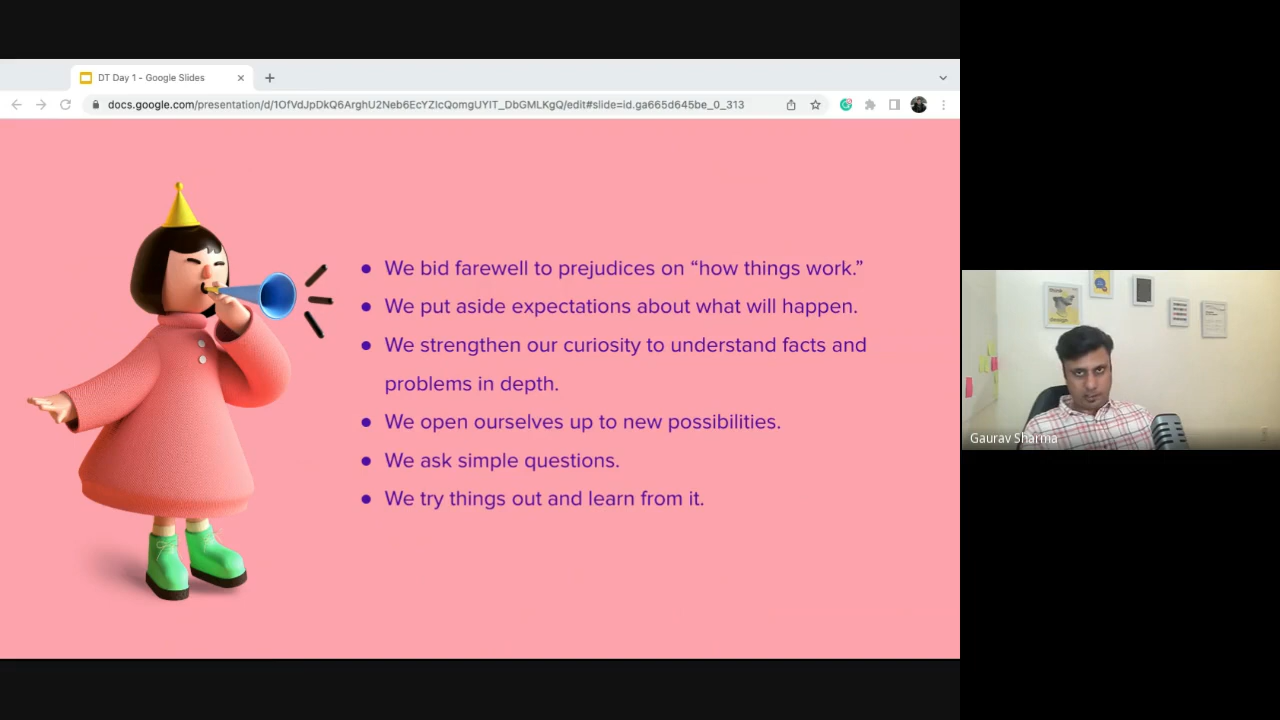 DT Day 1 - Google Slides
docs.google.com/presentation/d/1OfVdJpDkQ6ArghU2Neb6EcYZIcQomgUYIT_DbGMLKgQ/edit#slide=id.ga665d645be_0_313
● We bid farewell to prejudices on “how things work.”
● We put aside expectations about what will happen.
● We strengthen our curiosity to understand facts and
problems in depth.
● We open ourselves up to new possibilities.
● We ask simple questions.
● We try things out and learn from it.
Gaurav Sharma